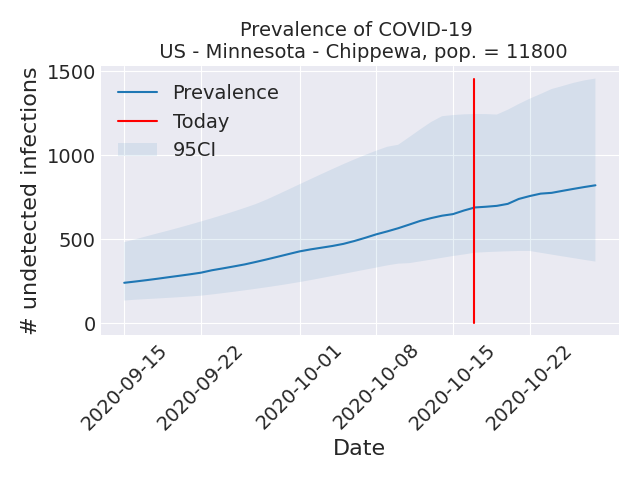 Prevalence of COVID-19
US - Minnesota - Chippewa, pop. = 11800
# undetected infections
1500
1000
500
0
Prevalence
Today
95CI
2020-09-15
2020-09-22
2020-10-01
2020-10-08
2020-10-15
2020-10-22
Date